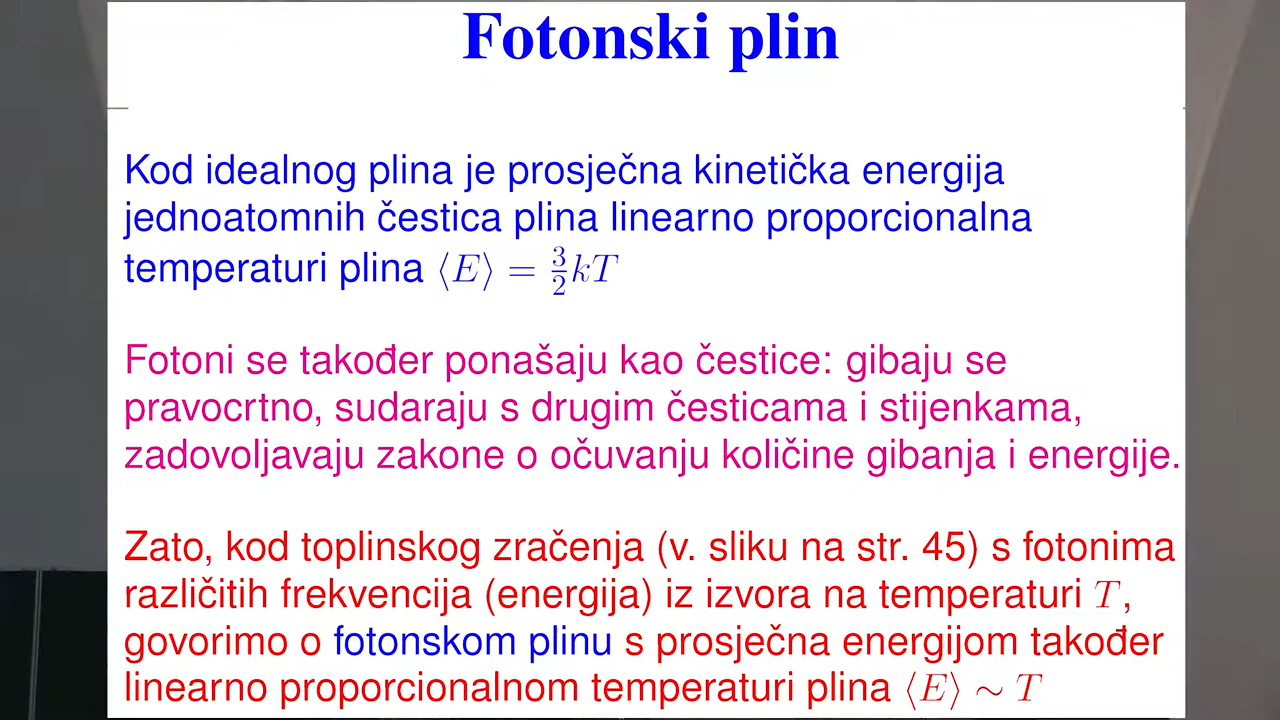 Fotonski plin
Kod idealnog plina je prosječna kinetička energija
jednoatomnih čestica plina linearno proporcionalna
temperaturi plina ⟨E⟩ = 3/2 kT
Fotoni se također ponašaju kao čestice: gibaju se
pravocrtno, sudaraju s drugim česticama i stijenkama,
zadovoljavaju zakone o očuvanju količine gibanja i energije.
Zato, kod toplinskog zračenja (v. sliku na str. 45) s fotonima
različitih frekvencija (energija) iz izvora na temperaturi T,
govorimo o fotonskom plinu s prosječna energijom također
linearno proporcionalnom temperaturi plina ⟨E⟩ ∼ T